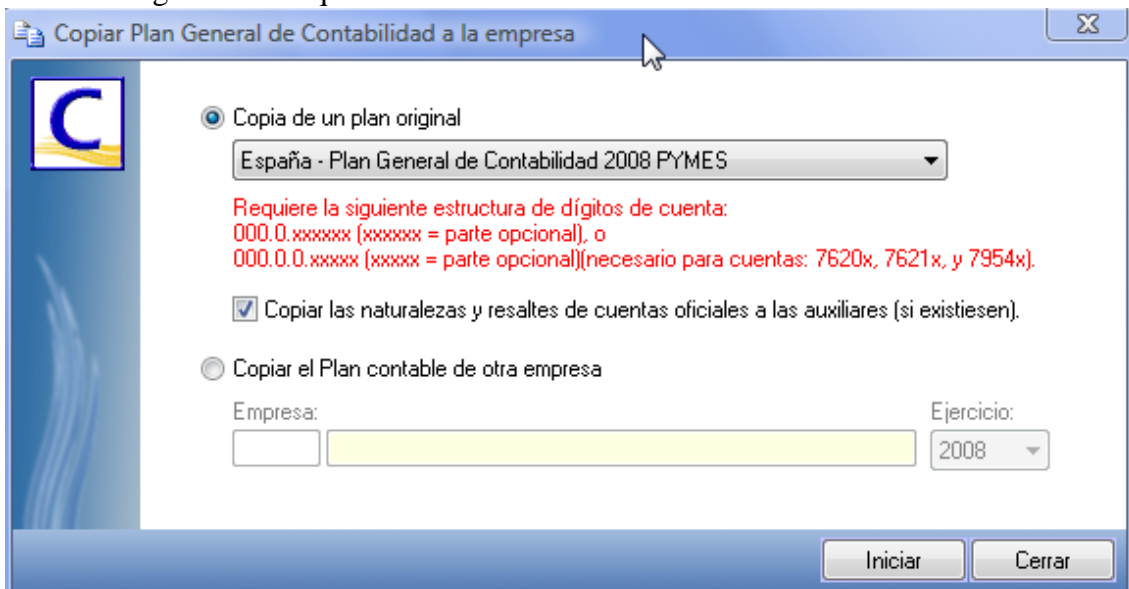 Copiar Plan General de Contabilidad a la empresa
C
Copia de un plan original
España - Plan General de Contabilidad 2008 PYMES
Requiere la siguiente estructura de dígitos de cuenta:
000.0.xxxxxx (xxxxxx = parte opcional), o
000.0.0.xxxxx (xxxxx = parte opcional)(necesario para cuentas: 7620x, 7621x, y 7954x).
Copiar las naturalezas y resaltes de cuentas oficiales a las auxiliares (si existiesen).
Copiar el Plan contable de otra empresa
Empresa: Ejercicio:
2008
Iniciar Cerrar